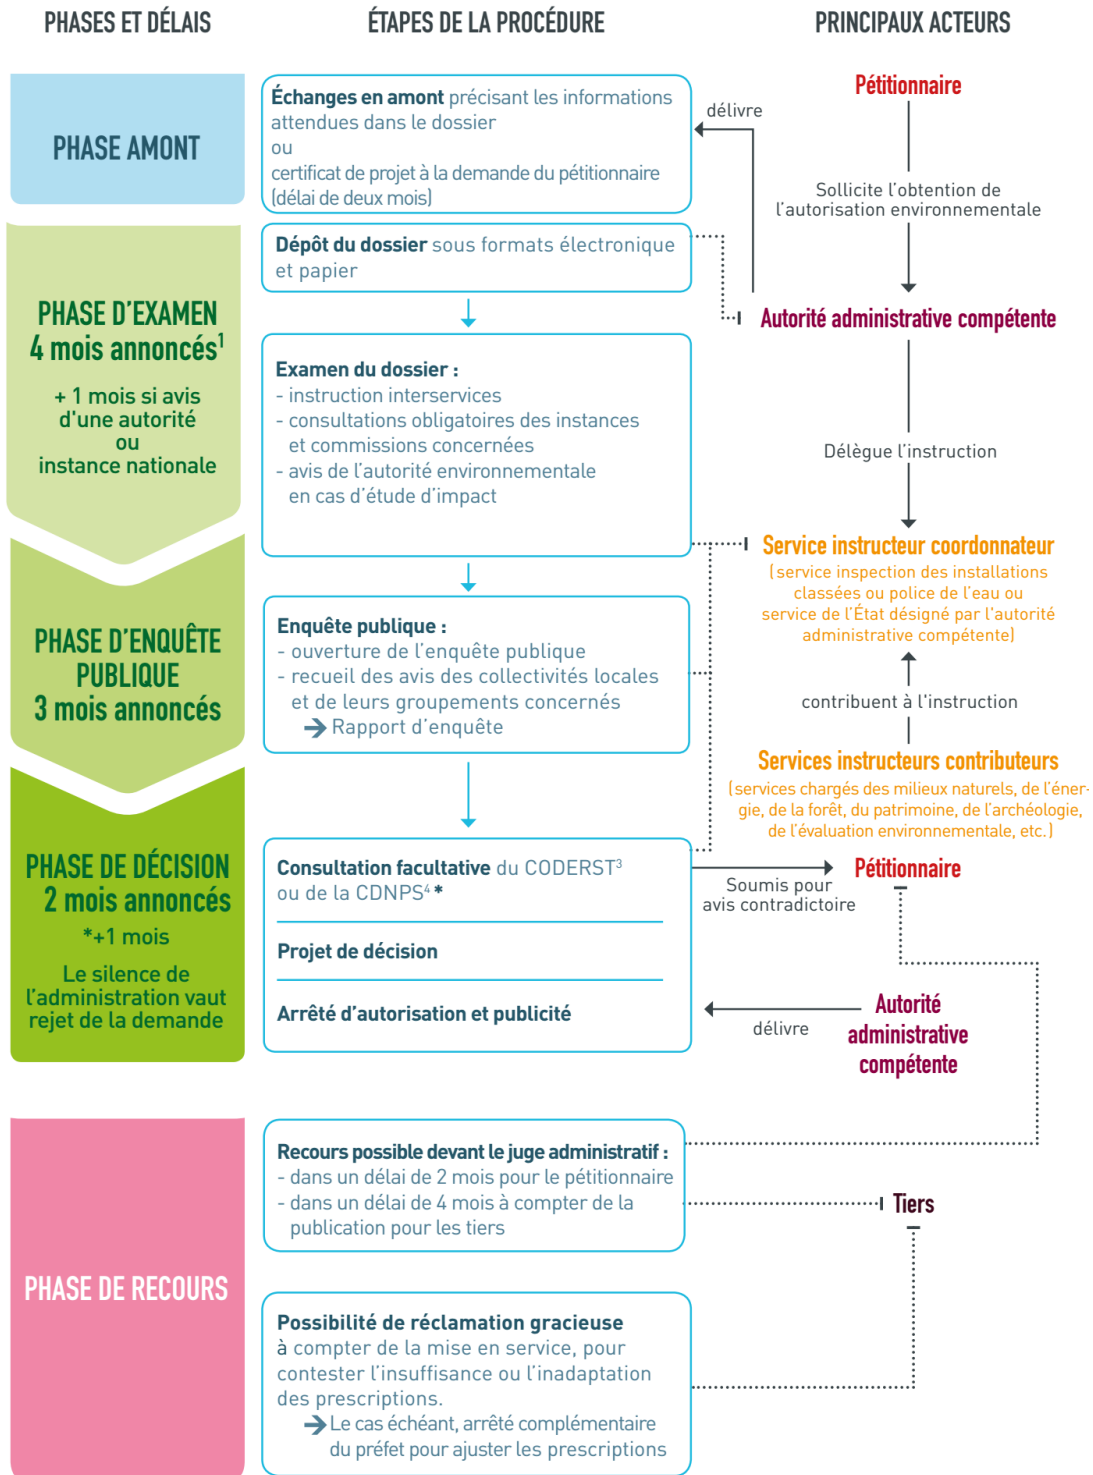 PHASES ET DÉLAIS
ÉTAPES DE LA PROCÉDURE
PRINCIPAUX ACTEURS
PHASE AMONT
Échanges en amont précisant les informations
attendues dans le dossier
ou
certificat de projet à la demande du pétitionnaire
(délai de deux mois)
délivre
Pétitionnaire
Sollicite l'obtention de
l'autorisation environnementale
PHASE D'EXAMEN
4 mois annoncés¹
+ 1 mois si avis
d'une autorité
ou
instance nationale
Dépôt du dossier sous formats électronique
et papier
Autorité administrative compétente
Examen du dossier :
- instruction interservices
- consultations obligatoires des instances
et commissions concernées
- avis de l'autorité environnementale
en cas d'étude d'impact
Délègue l'instruction
Service instructeur coordonnateur
(service inspection des installations
classées ou police de l'eau ou
service de l'État désigné par l'autorité
administrative compétente)
PHASE D'ENQUÊTE
PUBLIQUE
3 mois annoncés
Enquête publique :
- ouverture de l'enquête publique
- recueil des avis des collectivités locales
et de leurs groupements concernés
➔ Rapport d'enquête
contribuent à l'instruction
Services instructeurs contributeurs
(services chargés des milieux naturels, de l'éner-
gie, de la forêt, du patrimoine, de l'archéologie,
de l'évaluation environnementale, etc.)
PHASE DE DÉCISION
2 mois annoncés
*+1 mois
Le silence de
l'administration vaut
rejet de la demande
Consultation facultative du CODERST³
ou de la CDNPS⁴ *
Projet de décision
Arrêté d'autorisation et publicité
Soumis pour
avis contradictoire
Pétitionnaire
délivre
Autorité
administrative
compétente
PHASE DE RECOURS
Recours possible devant le juge administratif :
- dans un délai de 2 mois pour le pétitionnaire
- dans un délai de 4 mois à compter de la
publication pour les tiers
Tiers
Possibilité de réclamation gracieuse
à compter de la mise en service, pour
contester l'insuffisance ou l'inadaptation
des prescriptions.
➔ Le cas échéant, arrêté complémentaire
du préfet pour ajuster les prescriptions